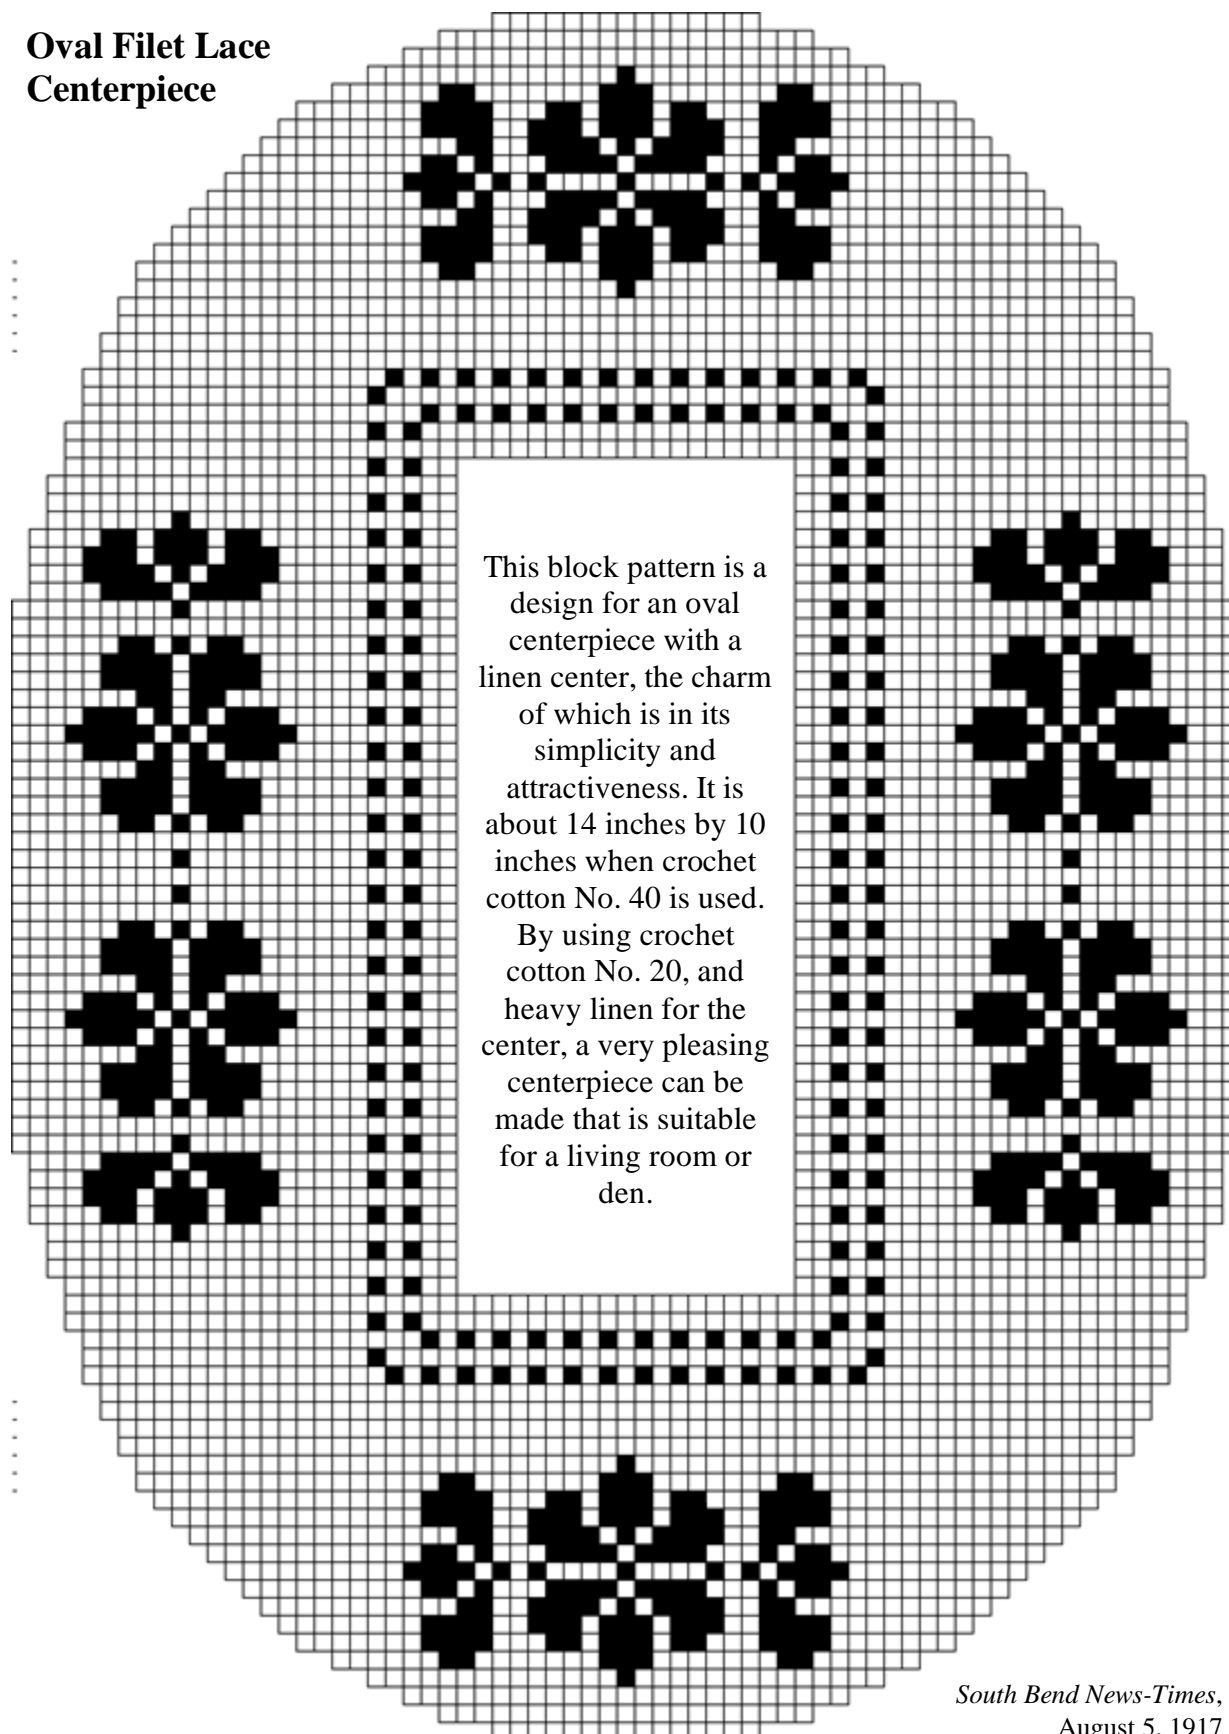 Oval Filet Lace
Centerpiece
This block pattern is a
design for an oval
centerpiece with a
linen center, the charm
of which is in its
simplicity and
attractiveness. It is
about 14 inches by 10
inches when crochet
cotton No. 40 is used.
By using crochet
cotton No. 20, and
heavy linen for the
center, a very pleasing
centerpiece can be
made that is suitable
for a living room or
den.
South Bend News-Times,
August 5, 1917